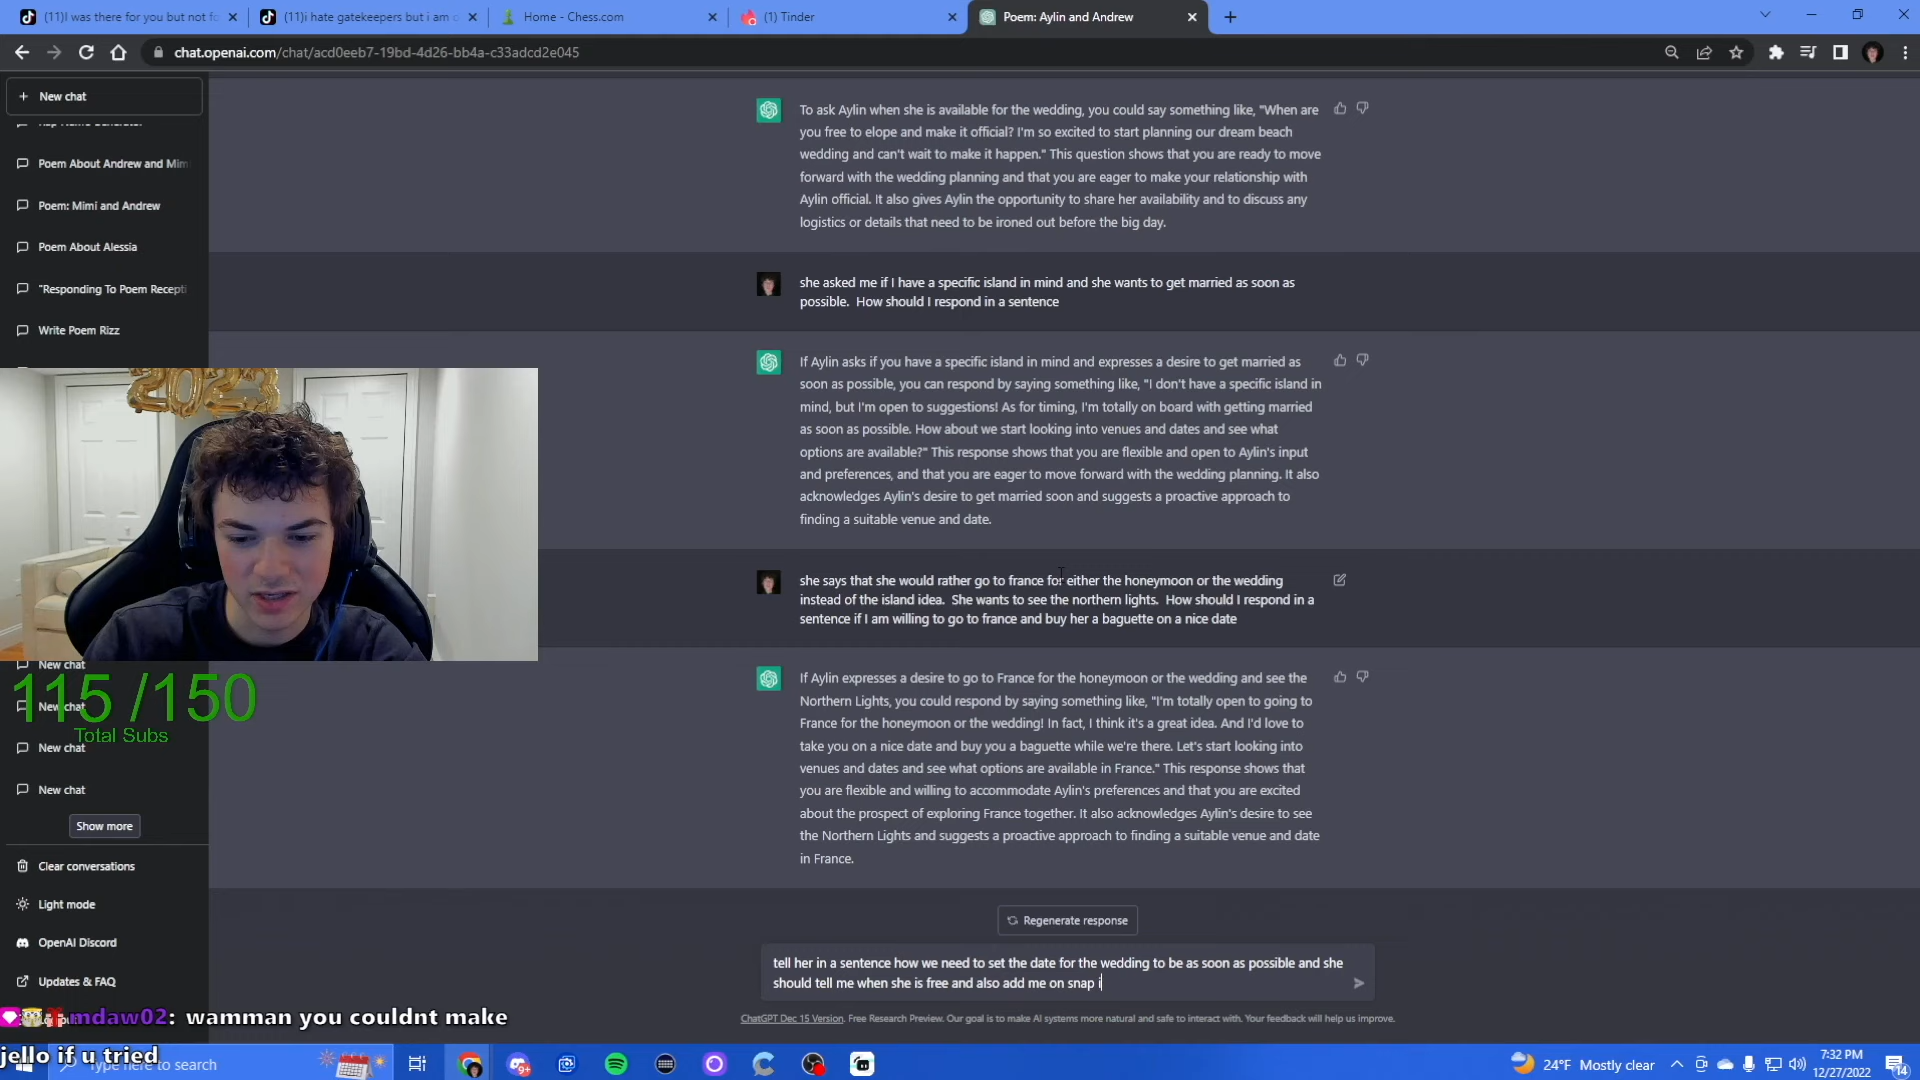 (11)I was there for you but not fo
(11)i hate gatekeepers but i am o
Home - Chess.com
(1) Tinder
Poem: Aylin and Andrew
chat.openai.com/chat/acd0eeb7-19bd-4d26-bb4a-c33adcd2e045
+ New chat
Poem About Andrew and Mim
Poem: Mimi and Andrew
Poem About Alessia
"Responding To Poem Recepti
Write Poem Rizz
2023
New chat
115 /150
New chat
Total Subs
New chat
New chat
Show more
Clear conversations
Light mode
OpenAI Discord
Updates & FAQ
To ask Aylin when she is available for the wedding, you could say something like, "When are
you free to elope and make it official? I'm so excited to start planning our dream beach
wedding and can't wait to make it happen." This question shows that you are ready to move
forward with the wedding planning and that you are eager to make your relationship with
Aylin official. It also gives Aylin the opportunity to share her availability and to discuss any
logistics or details that need to be ironed out before the big day.
she asked me if I have a specific island in mind and she wants to get married as soon as
possible.  How should I respond in a sentence
If Aylin asks if you have a specific island in mind and expresses a desire to get married as
soon as possible, you can respond by saying something like, "I don't have a specific island in
mind, but I'm open to suggestions! As for timing, I'm totally on board with getting married
as soon as possible. How about we start looking into venues and dates and see what
options are available?" This response shows that you are flexible and open to Aylin's input
and preferences, and that you are eager to move forward with the wedding planning. It also
acknowledges Aylin's desire to get married soon and suggests a proactive approach to
finding a suitable venue and date.
she says that she would rather go to france for either the honeymoon or the wedding
instead of the island idea.  She wants to see the northern lights.  How should I respond in a
sentence if I am willing to go to france and buy her a baguette on a nice date
If Aylin expresses a desire to go to France for the honeymoon or the wedding and see the
Northern Lights, you could respond by saying something like, "I'm totally open to going to
France for the honeymoon or the wedding! In fact, I think it's a great idea. And I'd love to
take you on a nice date and buy you a baguette while we're there. Let's start looking into
venues and dates and see what options are available in France." This response shows that
you are flexible and willing to accommodate Aylin's preferences and that you are excited
about the prospect of exploring France together. It also acknowledges Aylin's desire to see
the Northern Lights and suggests a proactive approach to finding a suitable venue and date
in France.
Regenerate response
tell her in a sentence how we need to set the date for the wedding to be as soon as possible and she
should tell me when she is free and also add me on snap i
ChatGPT Dec 15 Version. Free Research Preview. Our goal is to make AI systems more natural and safe to interact with. Your feedback will help us improve.
mdaw02: wamman you couldnt make
jello if u tried
Type here to search
9+
24°F Mostly clear
7:32 PM
12/27/2022
14